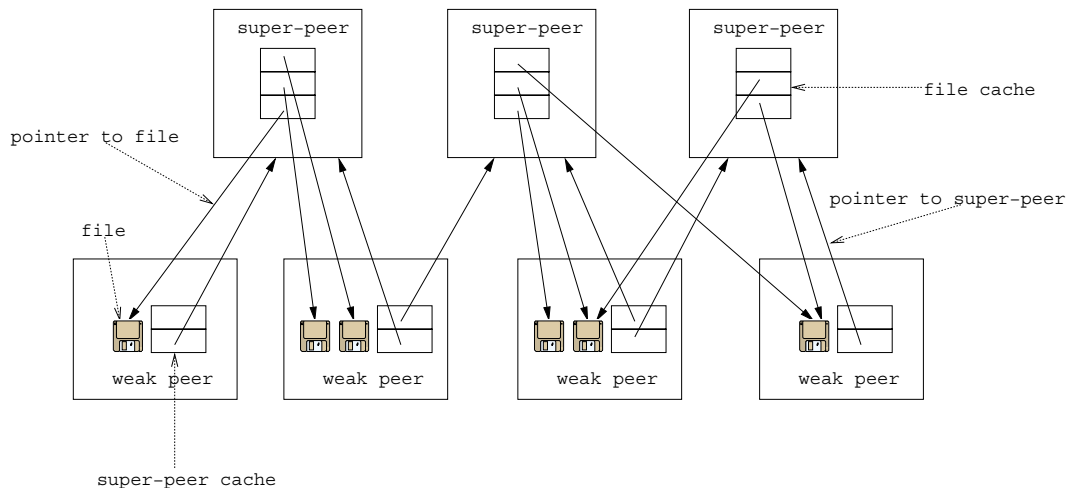 super-peer
super-peer
super-peer
file cache
pointer to file
pointer to super-peer
file
weak peer
weak peer
weak peer
weak peer
super-peer cache